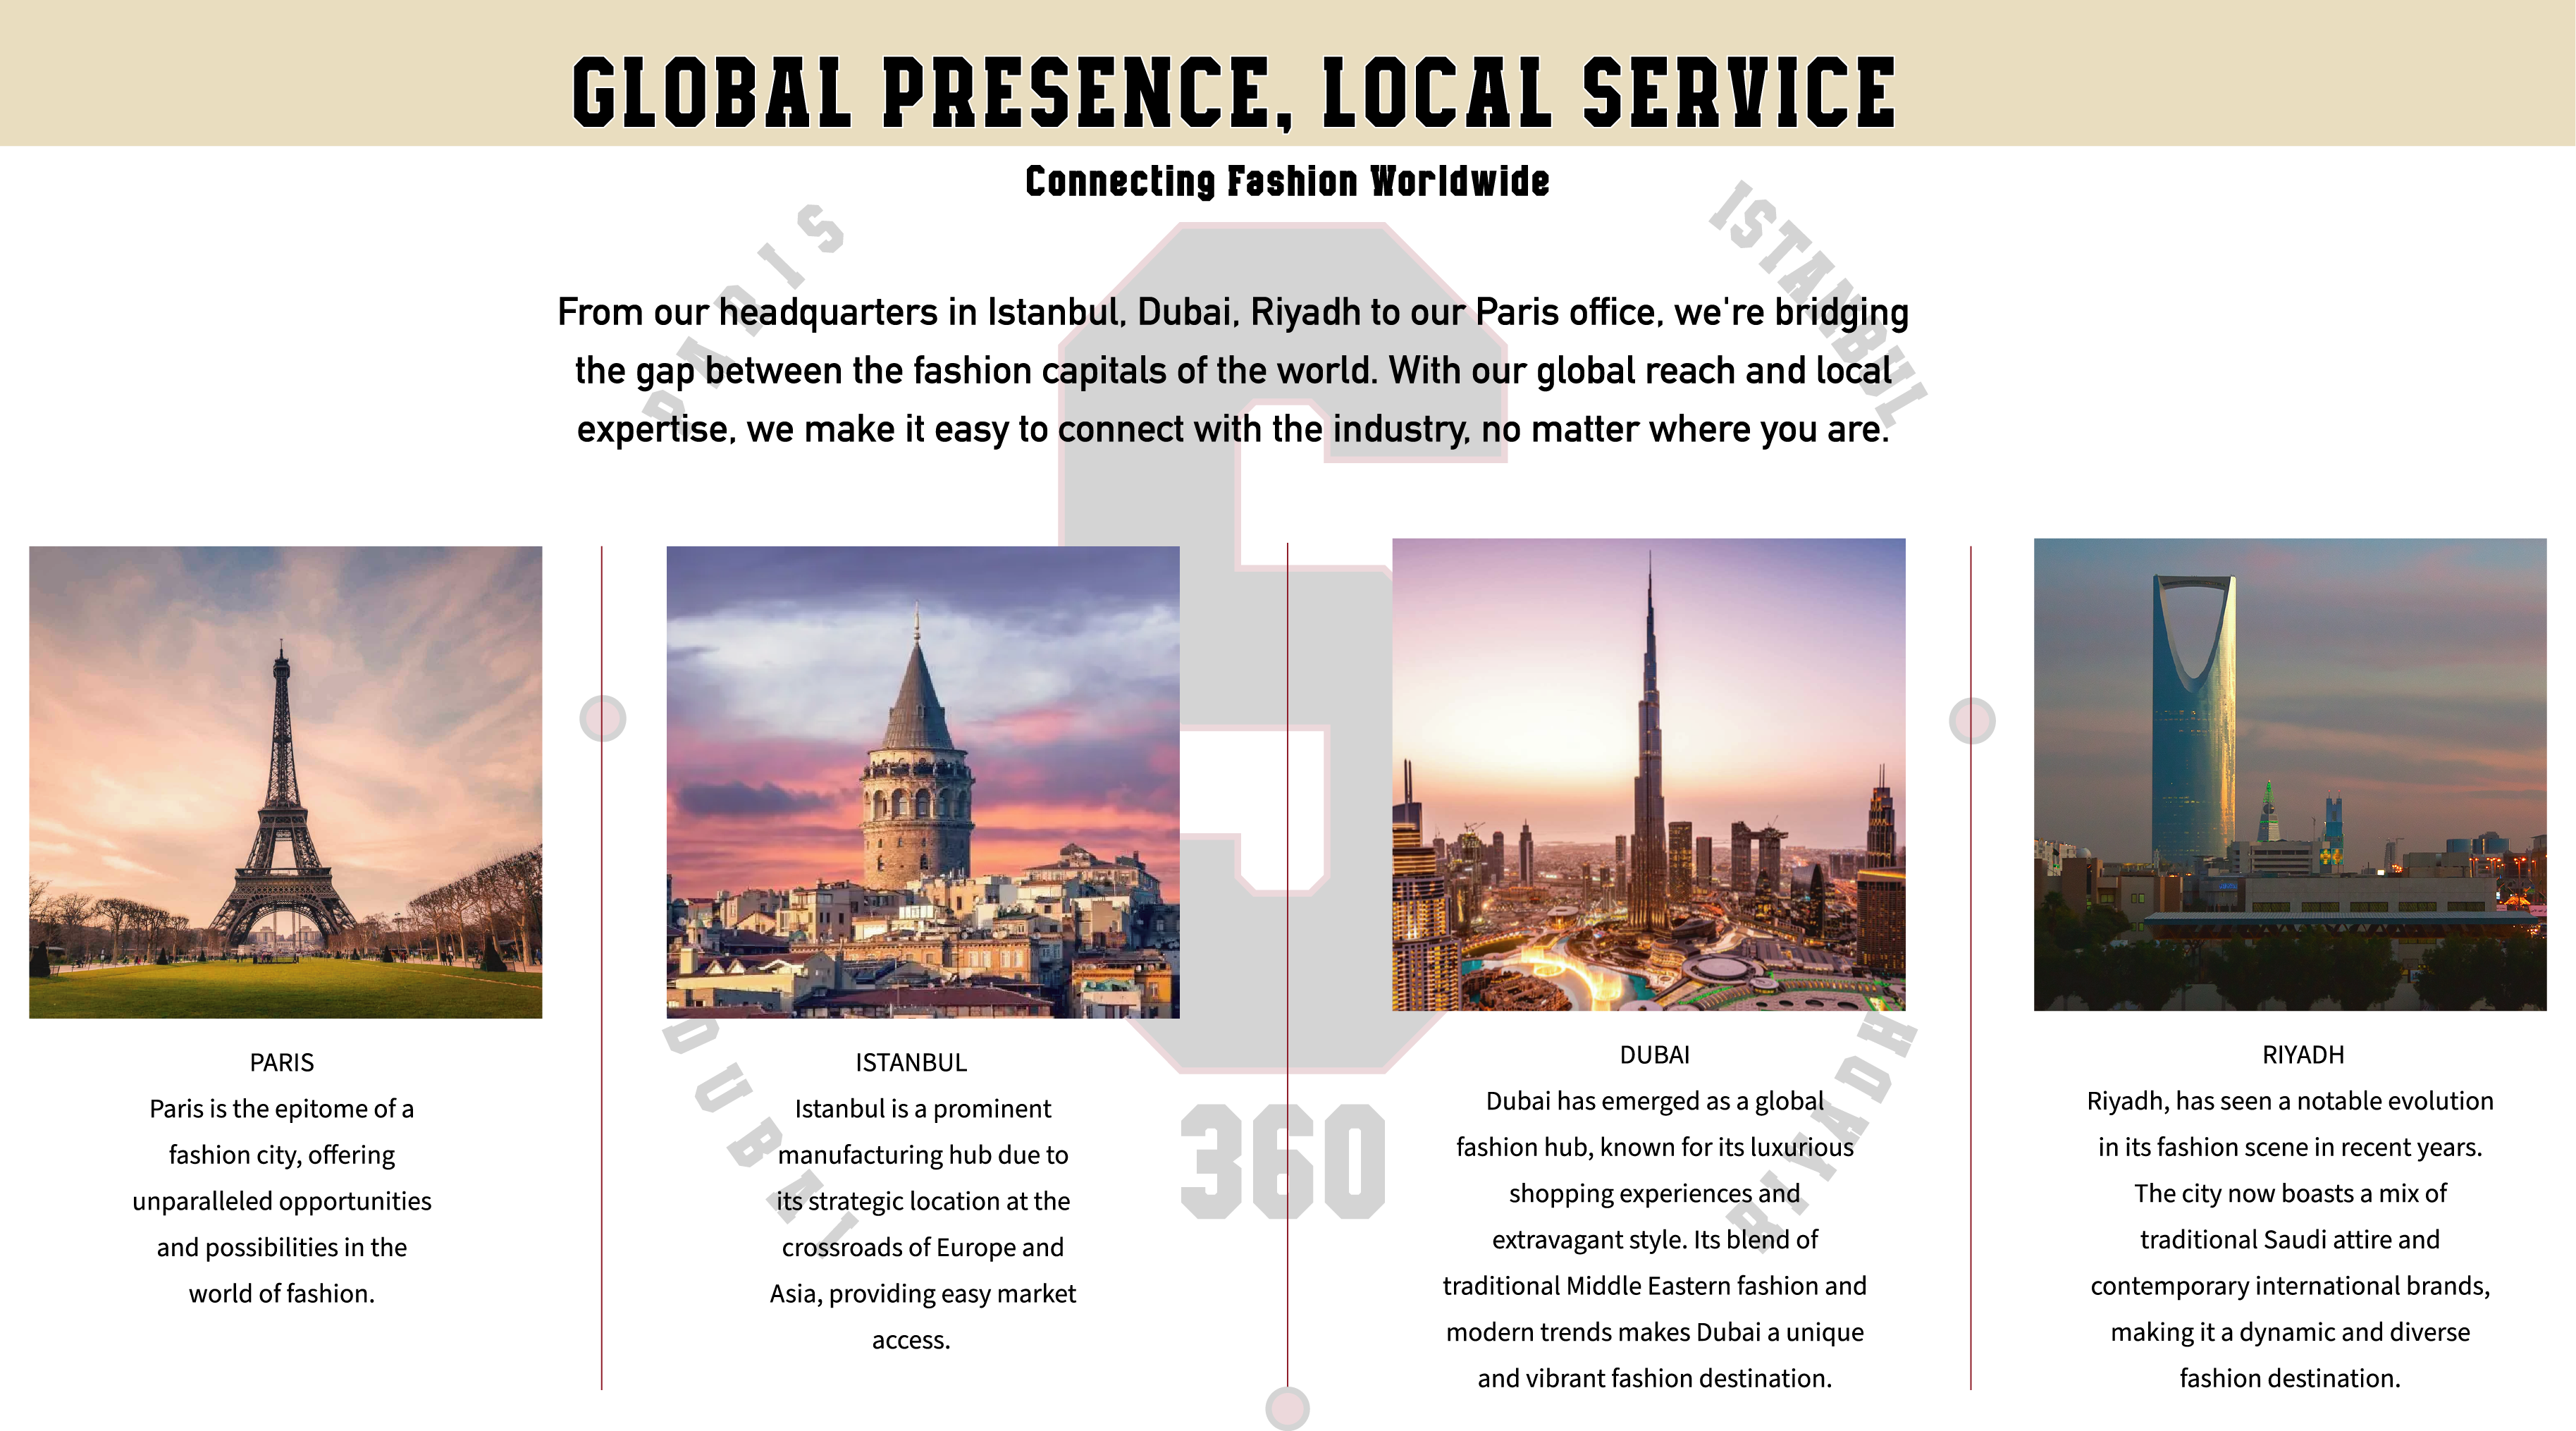 GLOBAL PRESENCE, LOCAL SERVICE
Connecting Fashion Worldwide
PARIS
ISTANBUL
From our headquarters in Istanbul, Dubai, Riyadh to our Paris office, we're bridging
the gap between the fashion capitals of the world. With our global reach and local
expertise, we make it easy to connect with the industry, no matter where you are.
6
PARIS
Paris is the epitome of a
fashion city, offering
unparalleled opportunities
and possibilities in the
world of fashion.
ISTANBUL
Istanbul is a prominent
manufacturing hub due to
its strategic location at the
crossroads of Europe and
Asia, providing easy market
access.
DUBAI
Dubai has emerged as a global
fashion hub, known for its luxurious
shopping experiences and
extravagant style. Its blend of
traditional Middle Eastern fashion and
modern trends makes Dubai a unique
and vibrant fashion destination.
RIYADH
Riyadh, has seen a notable evolution
in its fashion scene in recent years.
The city now boasts a mix of
traditional Saudi attire and
contemporary international brands,
making it a dynamic and diverse
fashion destination.
DUBAI
360
RIYADH